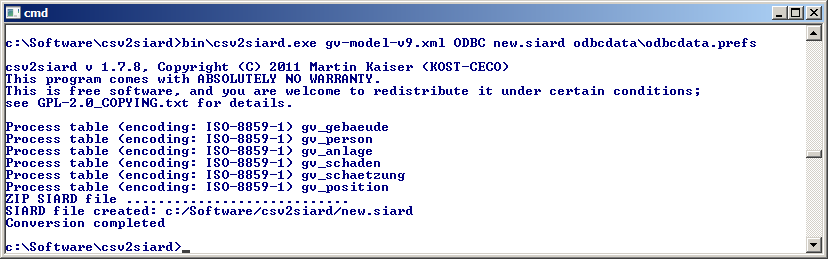 cmd
c:\Software\csv2siard>bin\csv2siard.exe gv-model-v9.xml ODBC new.siard odbcdata\odbcdata.prefs
csv2siard v 1.7.8, Copyright (C) 2011 Martin Kaiser (KOST-CECO)
This program comes with ABSOLUTELY NO WARRANTY.
This is free software, and you are welcome to redistribute it under certain conditions;
see GPL-2.0_COPYING.txt for details.
Process table (encoding: ISO-8859-1) gv_gebaeude
Process table (encoding: ISO-8859-1) gv_person
Process table (encoding: ISO-8859-1) gv_anlage
Process table (encoding: ISO-8859-1) gv_schaden
Process table (encoding: ISO-8859-1) gv_schaetzung
Process table (encoding: ISO-8859-1) gv_position
ZIP SIARD file ............................
SIARD file created: c:/Software/csv2siard/new.siard
Conversion completed
c:\Software\csv2siard>_